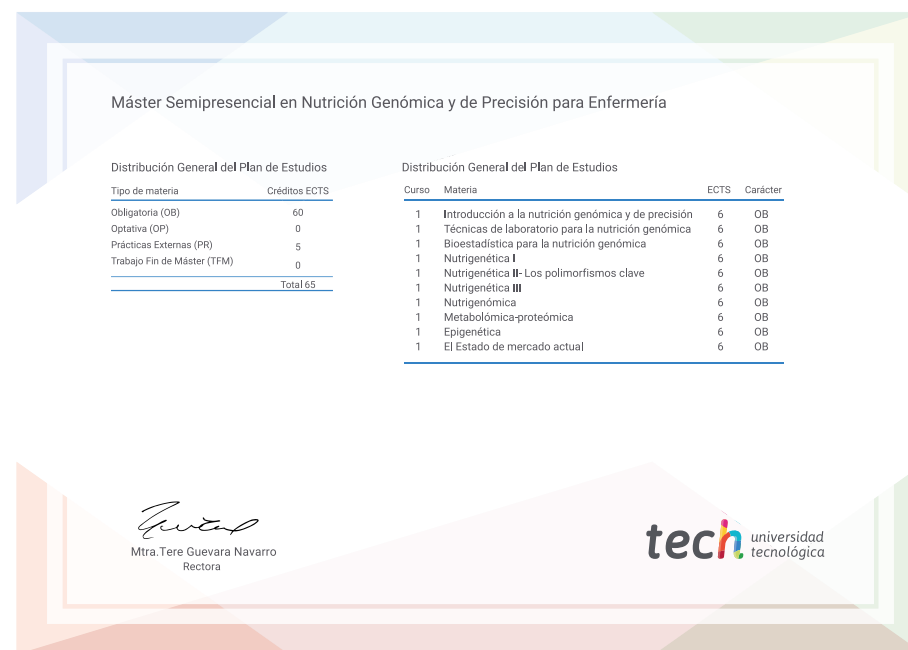 Máster Semipresencial en Nutrición Genómica y de Precisión para Enfermería
Distribución General del Plan de Estudios
Tipo de materia Créditos ECTS
Obligatoria (OB) 60
Optativa (OP) 0
Prácticas Externas (PR) 5
Trabajo Fin de Máster (TFM) 0
Total 65
Distribución General del Plan de Estudios
Curso Materia ECTS Carácter
1 Introducción a la nutrición genómica y de precisión 6 OB
1 Técnicas de laboratorio para la nutrición genómica 6 OB
1 Bioestadística para la nutrición genómica 6 OB
1 Nutrigenética I 6 OB
1 Nutrigenética II- Los polimorfismos clave 6 OB
1 Nutrigenética III 6 OB
1 Nutrigenómica 6 OB
1 Metabolómica-proteómica 6 OB
1 Epigenética 6 OB
1 El Estado de mercado actual 6 OB
Mtra.Tere Guevara Navarro
Rectora
tech universidad
tecnológica